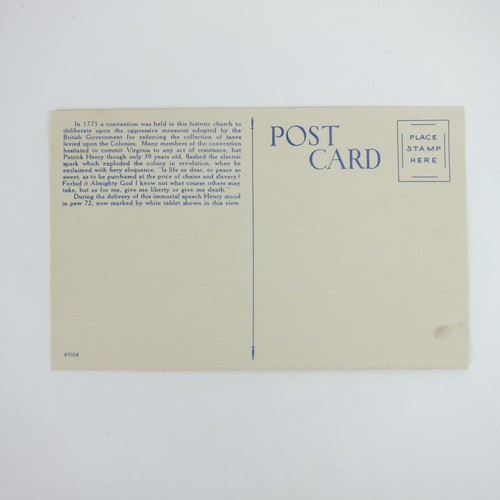 In 1775 a convention was held in this historic church to
deliberate upon the oppressive measures adopted by the
British Government for enforcing the collection of taxes
levied upon the Colonies. Many members of the convention
hesitated to commit Virginia to any act of resistance, but
Patrick Henry though only 39 years old, flashed the electric
spark which exploded the colony in revolution, when he
exclaimed with fiery eloquence, "Is life so dear, or peace so
sweet, as to be purchased at the price of chains and slavery?
Forbid it Almighty God I know not what course others may
take, but as for me, give me liberty or give me death."
During the delivery of this immortal speech Henry stood
in pew 72, now marked by white tablet shown in this view.
POST
CARD
PLACE
STAMP
HERE
47054